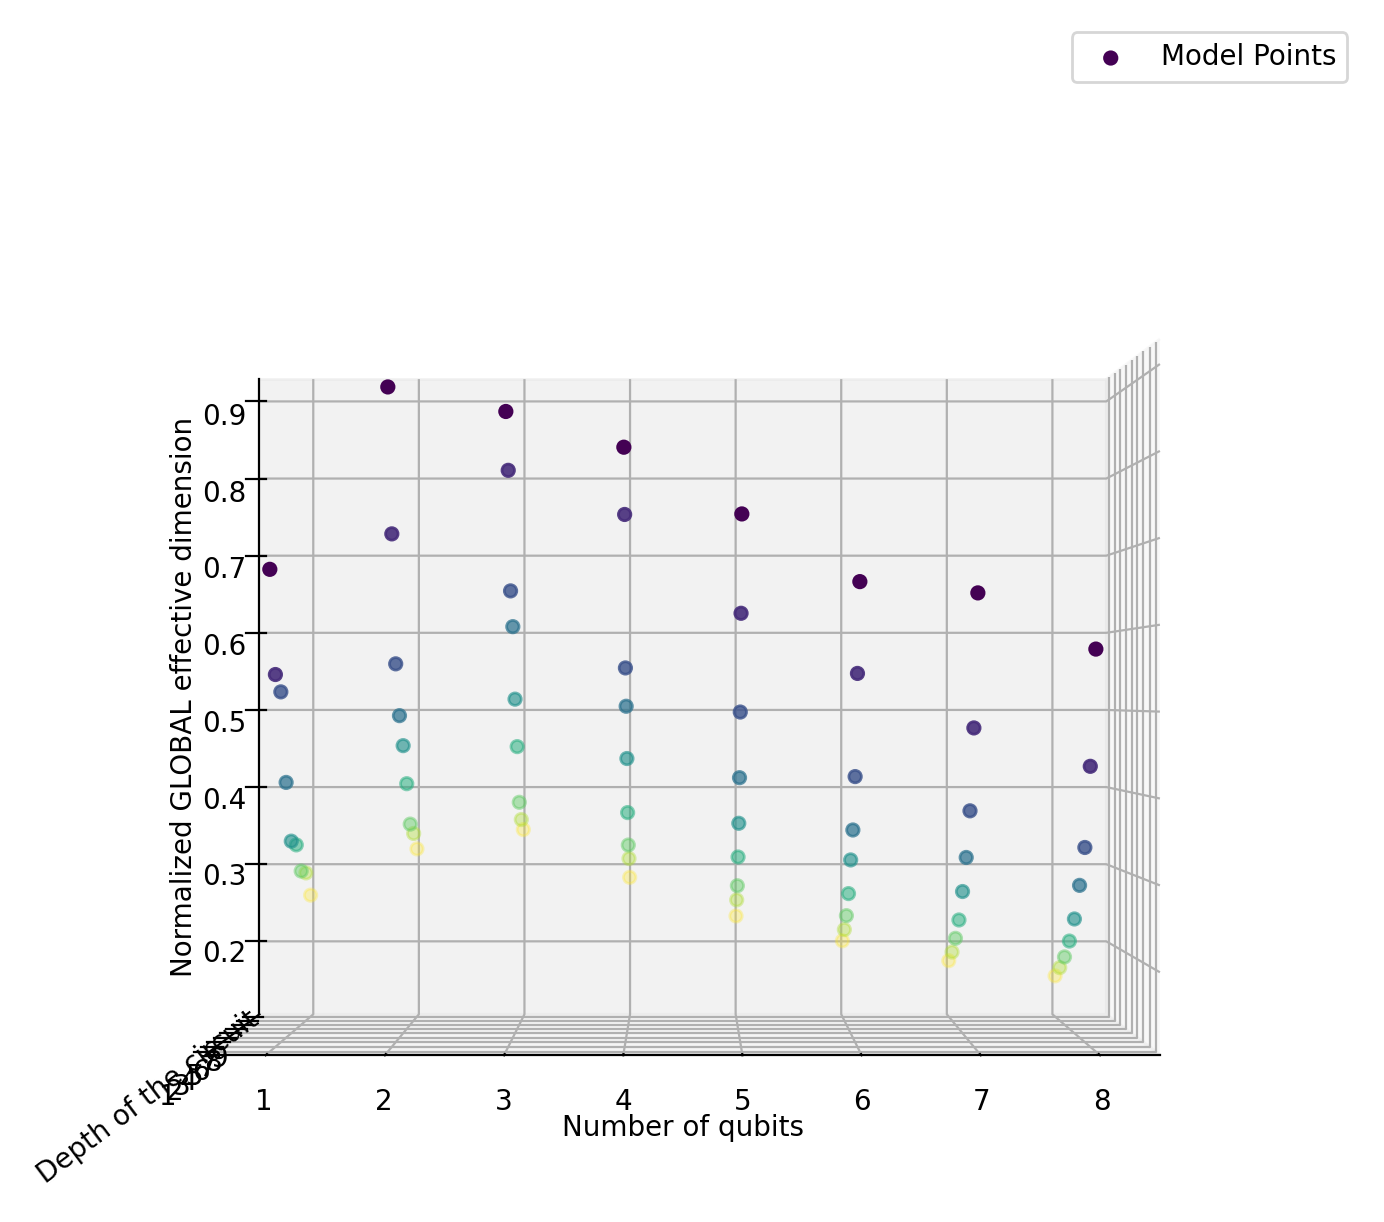 Model Points
Normalized GLOBAL effective dimension
0.9
0.8
0.7
0.6
0.5
0.4
0.3
0.2
Depth of the circuit
1 2 3 4 5 6 7 8
Number of qubits